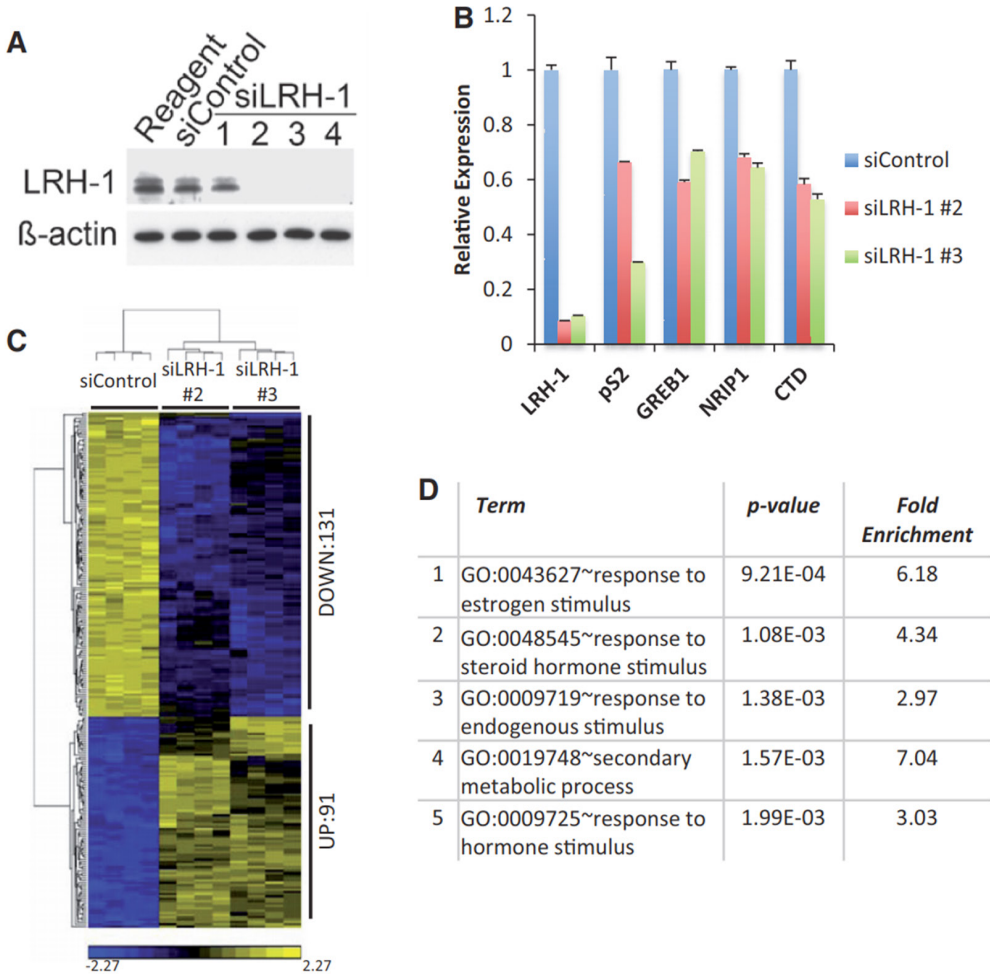 A
Reagent
siControl
siLRH-1
1 2 3 4
LRH-1
ß-actin
B
Relative Expression
1.2
1
0.8
0.6
0.4
0.2
0
LRH-1
pS2
GREB1
NRIP1
CTD
siControl
siLRH-1 #2
siLRH-1 #3
C
siControl
siLRH-1
#2
siLRH-1
#3
DOWN:131
UP:91
-2.27
2.27
D
Term p-value Fold
Enrichment
1 GO:0043627~response to 9.21E-04 6.18
estrogen stimulus
2 GO:0048545~response to 1.08E-03 4.34
steroid hormone stimulus
3 GO:0009719~response to 1.38E-03 2.97
endogenous stimulus
4 GO:0019748~secondary 1.57E-03 7.04
metabolic process
5 GO:0009725~response to 1.99E-03 3.03
hormone stimulus